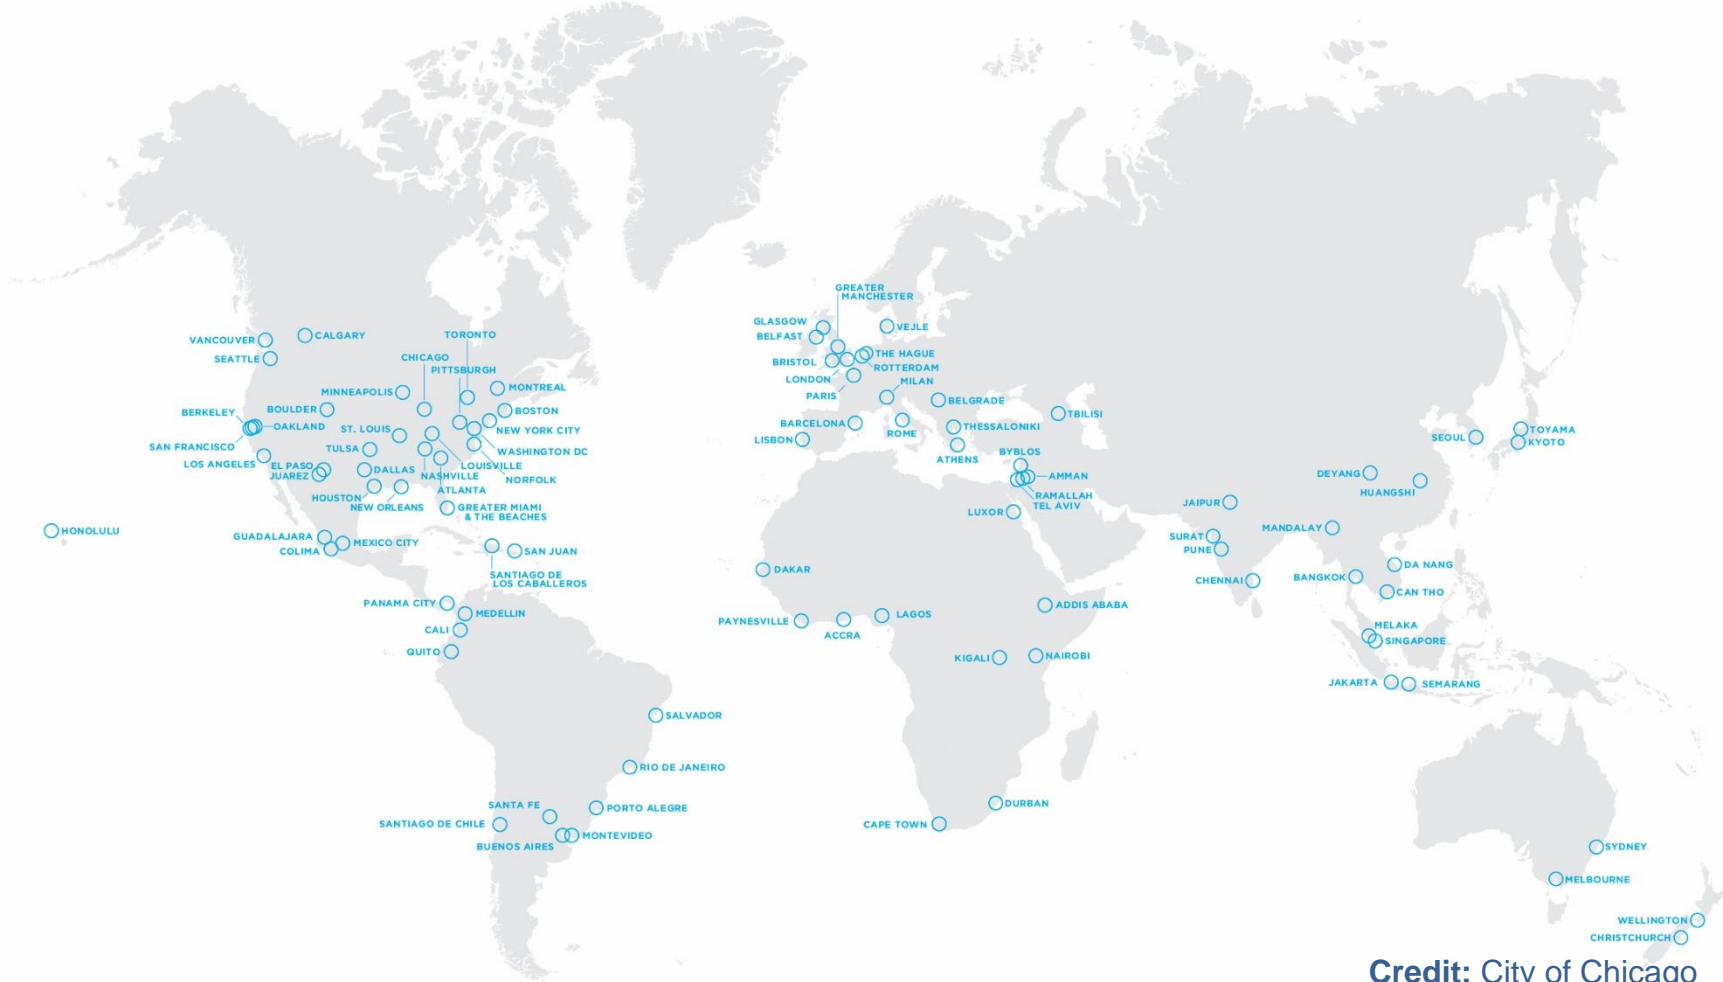 GREATER
MANCHESTER
GLASGOW
BELFAST
VEJLE
VANCOUVER
CALGARY
TORONTO
SEATTLE
CHICAGO
PITTSBURGH
BRISTOL
THE HAGUE
ROTTERDAM
LONDON
MILAN
PARIS
MINNEAPOLIS
MONTREAL
BERKELEY
BOULDER
BOSTON
BELGRADE
TBILISI
OAKLAND
ST. LOUIS
NEW YORK CITY
BARCELONA
ROME
THESSALONIKI
LISBON
SEOUL
TOYAMA
KYOTO
SAN FRANCISCO
TULSA
WASHINGTON DC
ATHENS
BYBLOS
LOS ANGELES
EL PASO
JUAREZ
DALLAS
LOUISVILLE
NASHVILLE
NORFOLK
AMMAN
DEYANG
HUANGSHI
HOUSTON
NEW ORLEANS
ATLANTA
RAMALLAH
TEL AVIV
JAIPUR
GREATER MIAMI
& THE BEACHES
LUXOR
HONOLULU
GUADALAJARA
COLIMA
MEXICO CITY
SURAT
PUNE
MANDALAY
SAN JUAN
SANTIAGO DE
LOS CABALLEROS
DAKAR
CHENNAI
BANGKOK
DA NANG
CAN THO
PANAMA CITY
MEDELLIN
CALI
QUITO
PAYNESVILLE
ACCRA
LAGOS
ADDIS ABABA
KIGALI
NAIROBI
MELAKA
SINGAPORE
JAKARTA
SEMARANG
SALVADOR
RIO DE JANEIRO
SANTA FE
PORTO ALEGRE
SANTIAGO DE CHILE
BUENOS AIRES
MONTEVIDEO
DURBAN
CAPE TOWN
SYDNEY
MELBOURNE
WELLINGTON
CHRISTCHURCH
Credit: City of Chicago